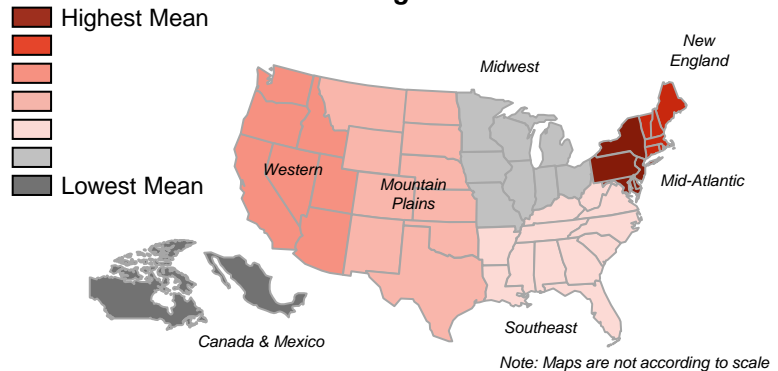 Highest Mean
Lowest Mean
New
England
Midwest
Western
Mountain
Plains
Mid-Atlantic
Southeast
Canada & Mexico
Note: Maps are not according to scale